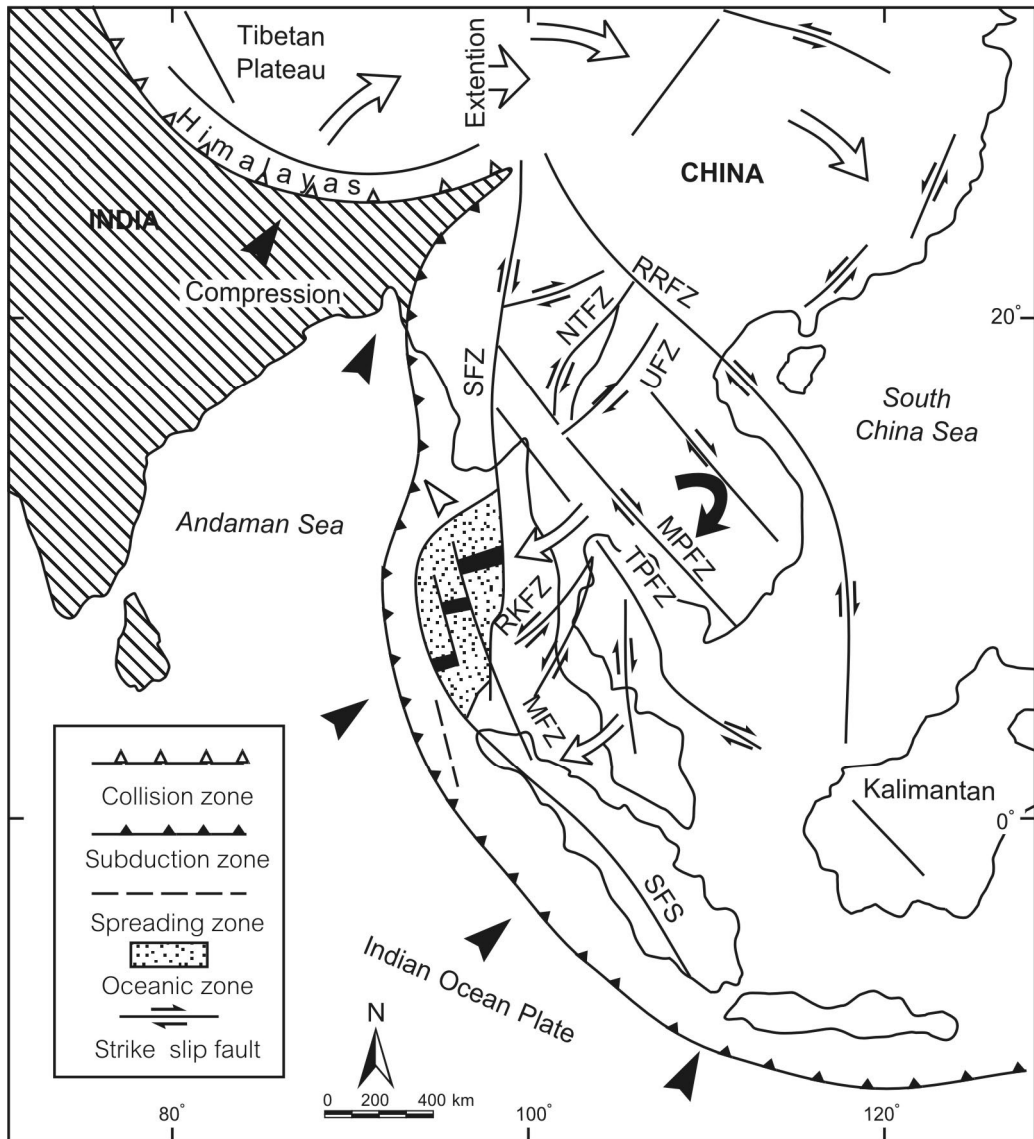 Tibetan
Plateau
Extention
Himalayas
CHINA
INDIA
Compression
RRFZ
NTFZ
UFZ
SFZ
20°
South
China Sea
Andaman Sea
MPFZ
TPFZ
RKFZ
MFZ
Kalimantan
0°
SFS
Indian Ocean Plate
Collision zone
Subduction zone
Spreading zone
Oceanic zone
Strike slip fault
N
0 200 400 km
80° 100° 120°